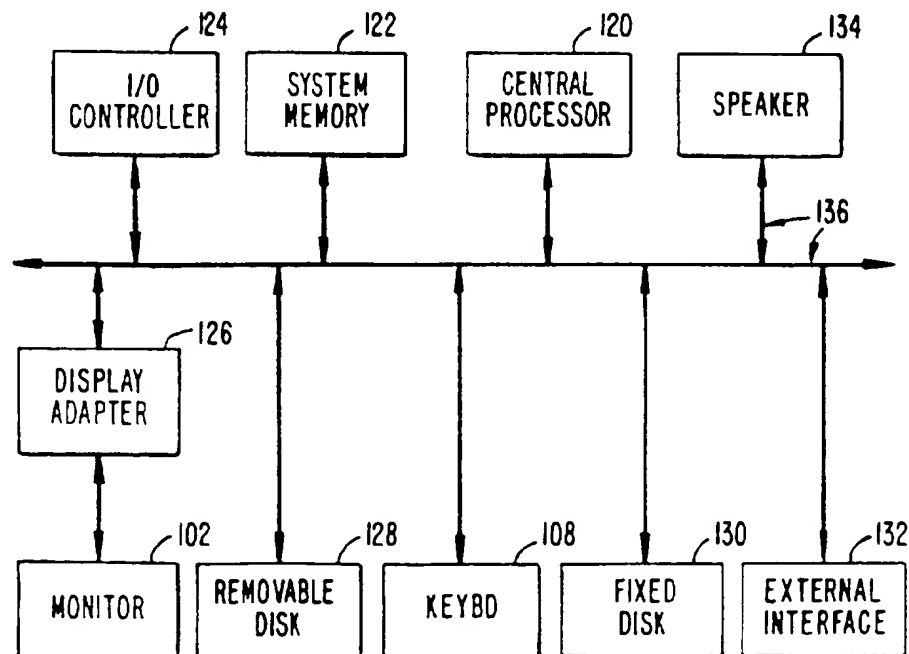 124
122
120
134
I/O
CONTROLLER
SYSTEM
MEMORY
CENTRAL
PROCESSOR
SPEAKER
136
126
DISPLAY
ADAPTER
102
128
108
130
132
MONITOR
REMOVABLE
DISK
KEYBD
FIXED
DISK
EXTERNAL
INTERFACE